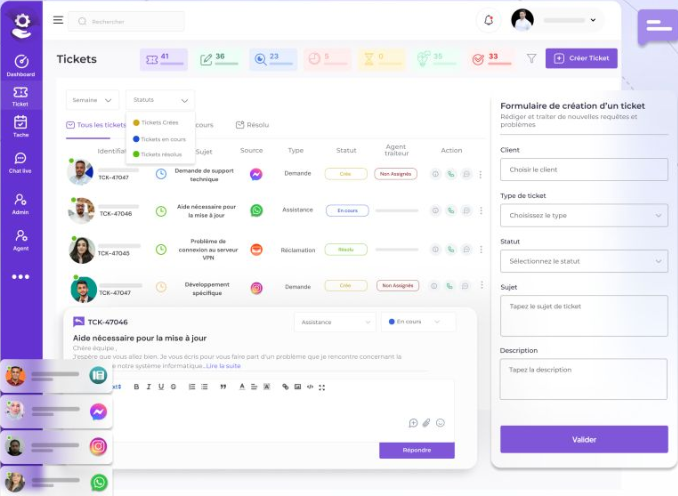 Rechercher
Dashboard
Ticket
Tache
Chat live
Admin
Agent
Tickets
41
36
23
5
0
35
33
Créer Ticket
Semaine
Statuts
Tickets Crées
Tickets en cours
Tickets résolus
Tous les tickets
cours
Résolu
Identifia
Sujet
Source
Type
Statut
Agent traiteur
Action
TCK-47047
Demande de support
technique
Demande
Crée
Non Assignés
TCK-47046
Aide nécessaire pour
la mise à jour
Assistance
En cours
TCK-47045
Problème de
connexion au serveur
VPN
Réclamation
Résolu
TCK-47047
Développement
spécifique
Demande
Crée
Non Assignés
TCK-47046
Assistance
En cours
Aide nécessaire pour la mise à jour
Chère équipe,
J'espère que vous allez bien. Je vous écris pour vous faire part d'un problème que je rencontre concernant la
notre système informatique...Lire la suite
B I U S
Répondre
Formulaire de création d'un ticket
Rédiger et traiter de nouvelles requêtes et
problèmes
Client
Choisir le client
Type de ticket
Choisissez le type
Statut
Sélectionnez le statut
Sujet
Tapez le sujet de ticket
Description
Tapez la description
Valider